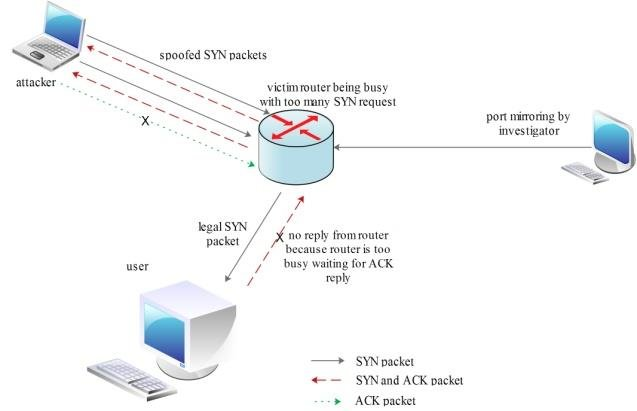 spoofed SYN packets
attacker
victim router being busy
with too many SYN request
X
port mirroring by
investigator
legal SYN
packet
X no reply from router
because router is too
busy waiting for ACK
reply
user
SYN packet
SYN and ACK packet
ACK packet